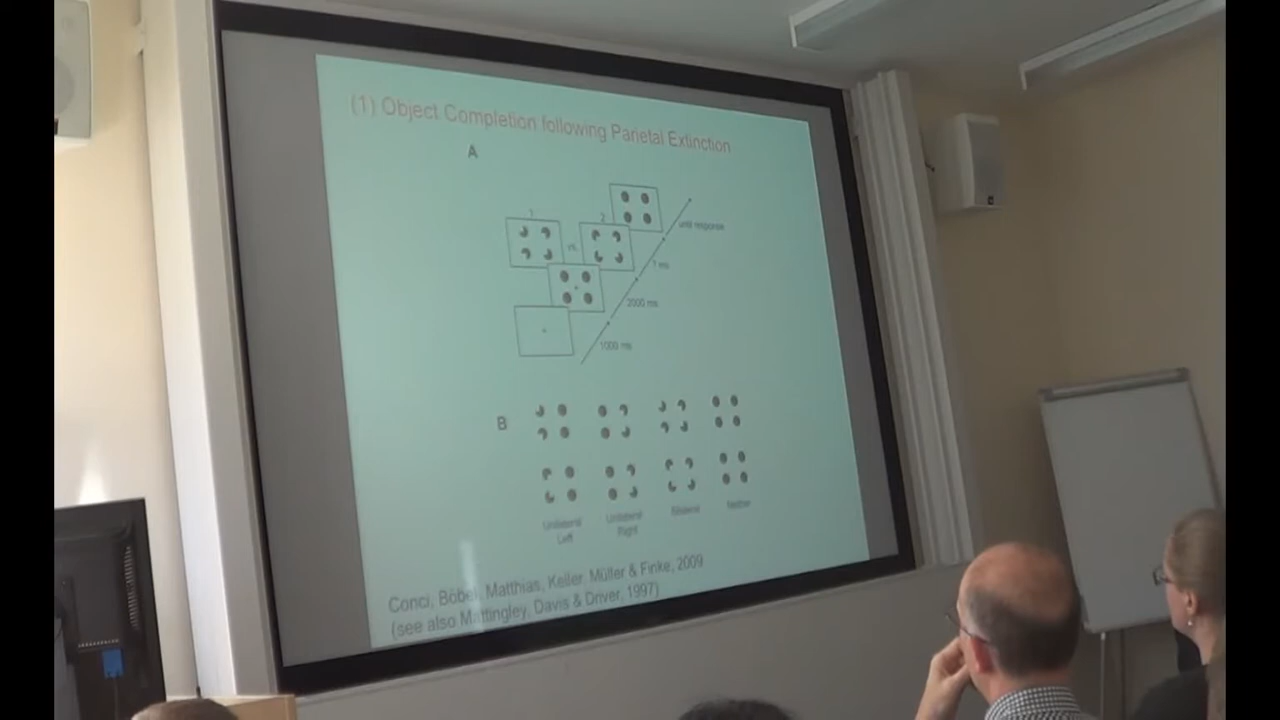 (1) Object Completion following Parietal Extinction
A
1
2
vs.
until response
? ms
2000 ms
1000 ms
B
Unilateral Left
Unilateral Right
Bilateral
Neither
Conci, Böbel, Matthias, Keller, Müller & Finke, 2009
(see also Mattingley, Davis & Driver, 1997)